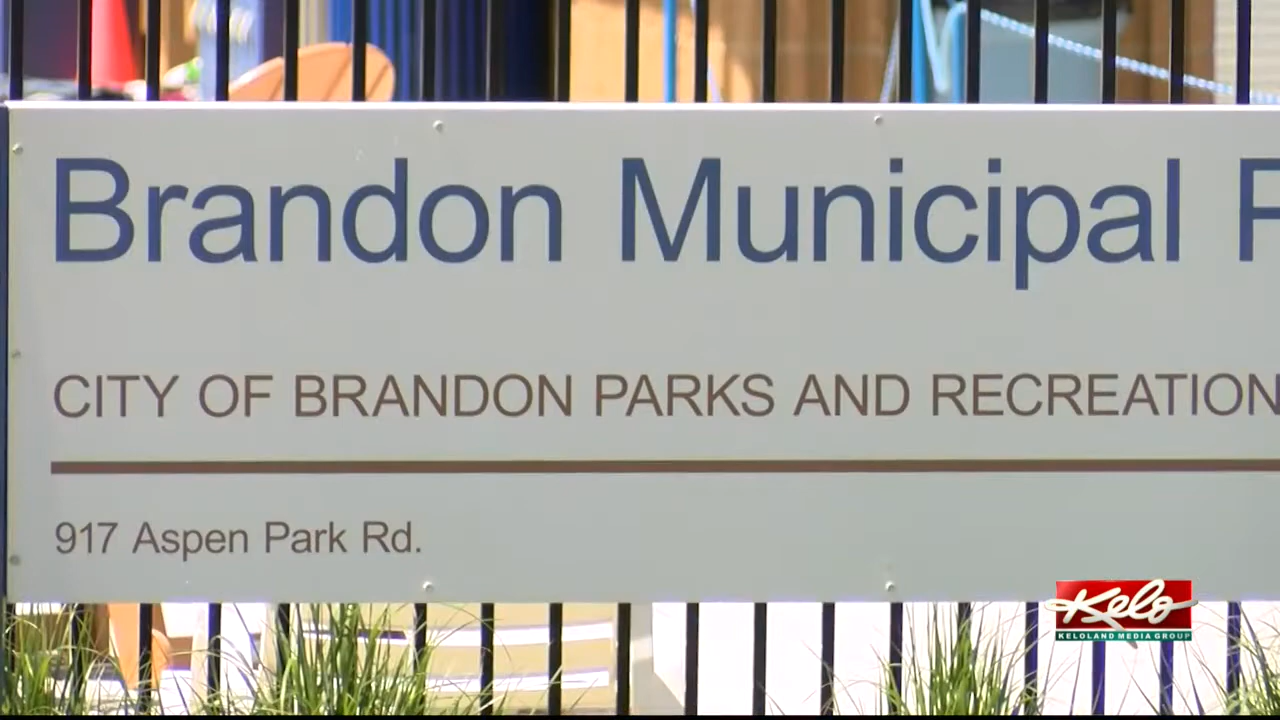 Brandon Municipal P
CITY OF BRANDON PARKS AND RECREATION
917 Aspen Park Rd.
Kelo
KELOLAND MEDIA GROUP